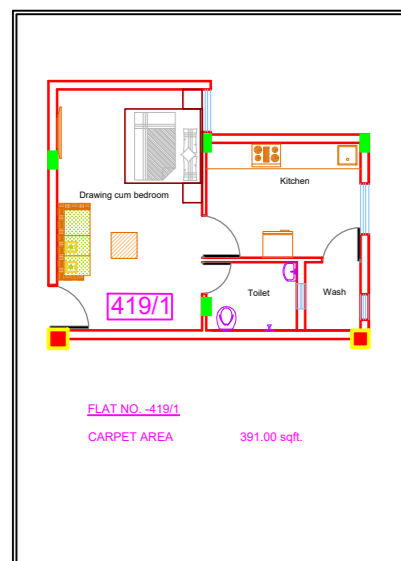 Kitchen
Drawing cum bedroom
419/1
Toilet
Wash
FLAT NO. -419/1
CARPET AREA 391.00 sqft.